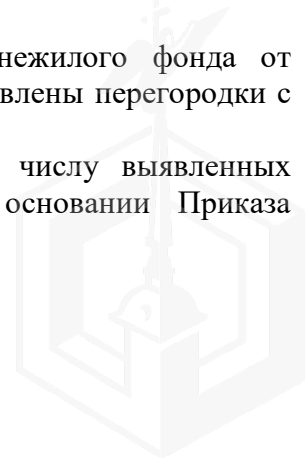 нежилого фонда от
влены перегородки с
числу выявленных
основании Приказа